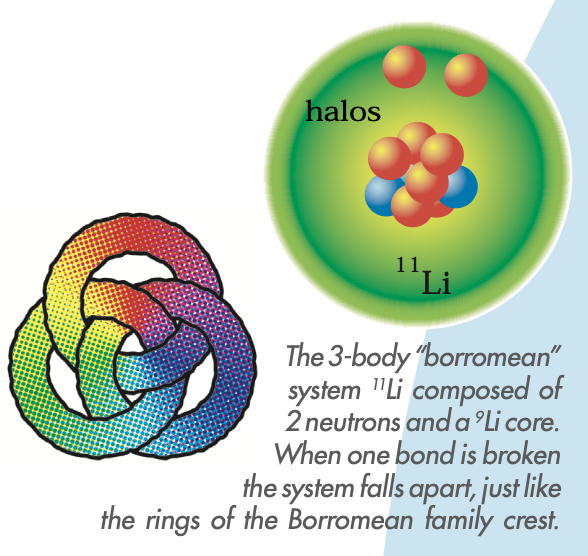 halos
¹¹Li
The 3-body “borromean”
system ¹¹Li composed of
2 neutrons and a ⁹Li core.
When one bond is broken
the system falls apart, just like
the rings of the Borromean family crest.